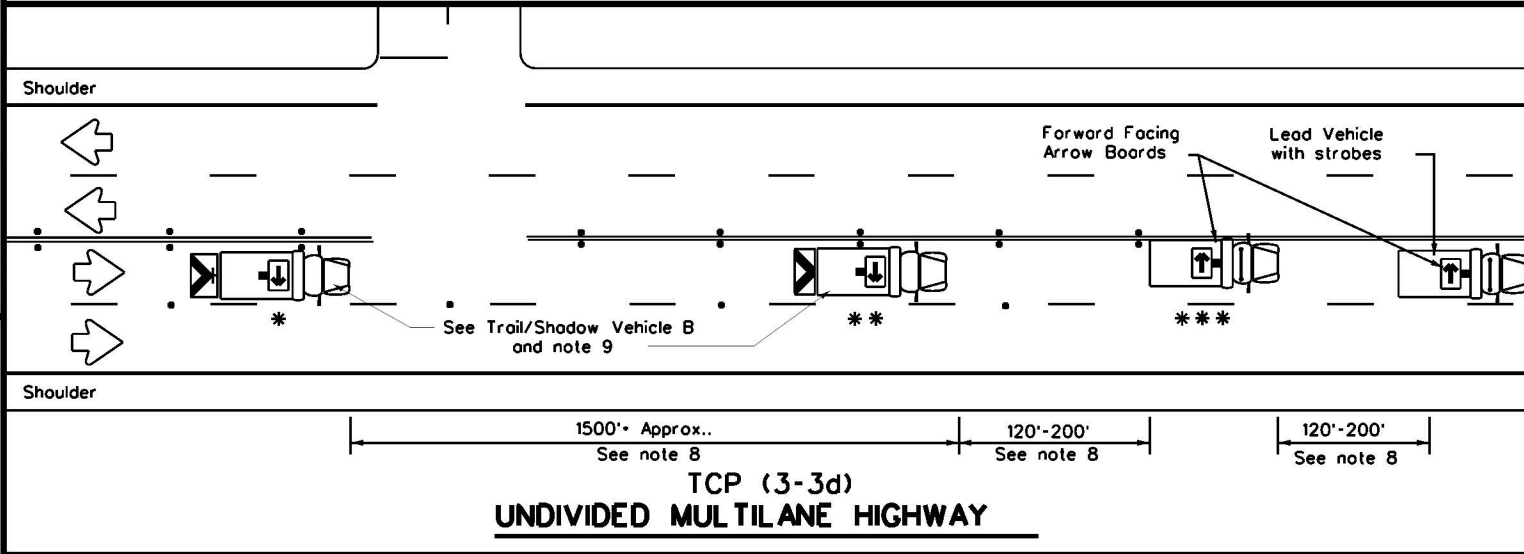 Shoulder
Forward Facing
Arrow Boards
Lead Vehicle
with strobes
*
* *
* * *
See Trail/Shadow Vehicle B
and note 9
Shoulder
1500'+ Approx..
See note 8
120'-200'
See note 8
120'-200'
See note 8
TCP (3-3d)
UNDIVIDED MULTILANE HIGHWAY